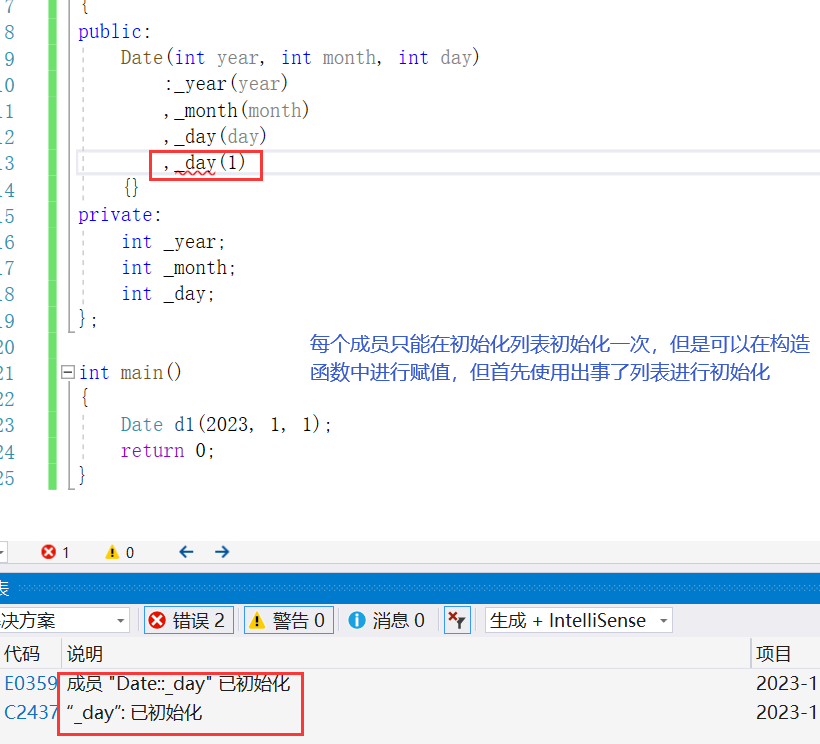 7 {
8 public:
9 Date(int year, int month, int day)
10 :_year(year)
11 ,_month(month)
12 ,_day(day)
13 ,_day(1)
14 {}
15 private:
16 int _year;
17 int _month;
18 int _day;
19 };
20 每个成员只能在初始化列表初始化一次，但是可以在构造
21 int main() 函数中进行赋值，但首先使用出事了列表进行初始化
22 {
23 Date d1(2023, 1, 1);
24 return 0;
25 }
1 0 ← →
表
决方案 错误 2 警告 0 消息 0 生成 + IntelliSense
代码 说明 项目
E0359 成员 "Date::_day" 已初始化 2023-1
C2437 “_day”: 已初始化 2023-1